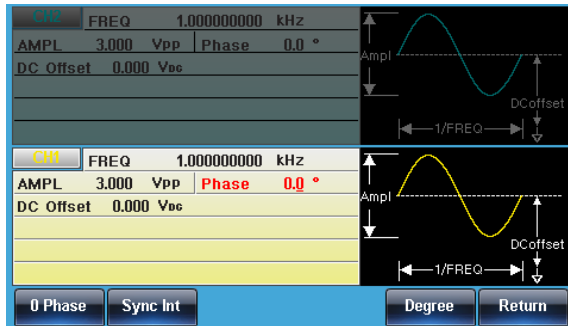 CH2 FREQ 1.000000000 kHz
AMPL 3.000 Vpp Phase 0.0 °
DC Offset 0.000 VDC
Ampl
DCoffset
1/FREQ
CH1 FREQ 1.000000000 kHz
AMPL 3.000 Vpp Phase 0.0 °
DC Offset 0.000 VDC
Ampl
DCoffset
1/FREQ
0 Phase Sync Int Degree Return